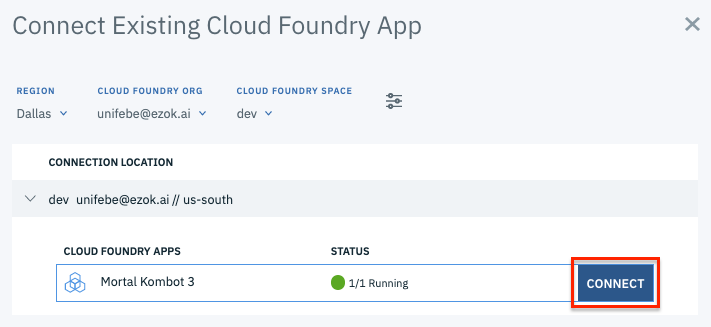 Connect Existing Cloud Foundry App
REGION CLOUD FOUNDRY ORG CLOUD FOUNDRY SPACE
Dallas unifebe@ezok.ai dev
CONNECTION LOCATION
dev unifebe@ezok.ai // us-south
CLOUD FOUNDRY APPS STATUS
Mortal Kombot 3 1/1 Running CONNECT